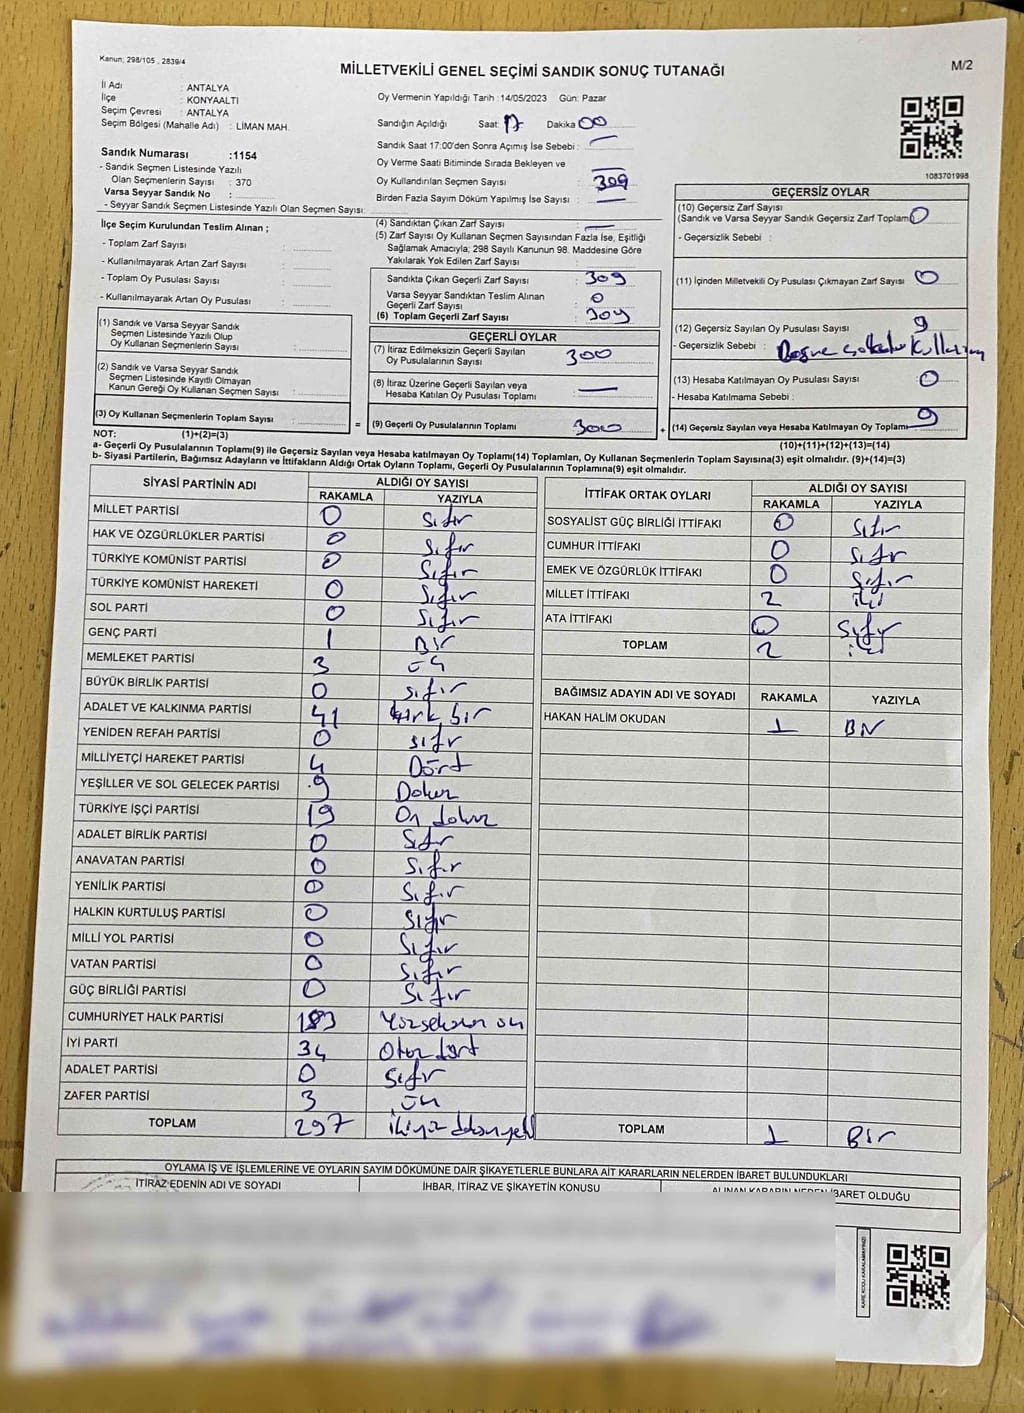 Kanun; 298/105 , 2839/4
MİLLETVEKİLİ GENEL SEÇİMİ SANDIK SONUÇ TUTANAĞI
M/2
İl Adı : ANTALYA
İlçe : KONYAALTI
Seçim Çevresi : ANTALYA
Seçim Bölgesi (Mahalle Adı) : LİMAN MAH.
Sandık Numarası :1154
- Sandık Seçmen Listesinde Yazılı
Olan Seçmenlerin Sayısı : 370
Varsa Seyyar Sandık No :
- Seyyar Sandık Seçmen Listesinde Yazılı Olan Seçmen Sayısı:
Oy Vermenin Yapıldığı Tarih :14/05/2023 Gün: Pazar
Sandığın Açıldığı Saat: 17 Dakika 00
Sandık Saat 17:00'den Sonra Açımış İse Sebebi : —
Oy Verme Saati Bitiminde Sırada Bekleyen ve : —
Oy Kullandırılan Seçmen Sayısı : 309
Birden Fazla Sayım Döküm Yapılmış İse Sayısı : —
1083701998
İlçe Seçim Kurulundan Teslim Alınan ;
- Toplam Zarf Sayısı :
- Kullanılmayarak Artan Zarf Sayısı :
- Toplam Oy Pusulası Sayısı :
- Kullanılmayarak Artan Oy Pusulası :
(1) Sandık ve Varsa Seyyar Sandık
Seçmen Listesinde Yazılı Olup
Oy Kullanan Seçmenlerin Sayısı :
(2) Sandık ve Varsa Seyyar Sandık
Seçmen Listesinde Kayıtlı Olmayan
Kanun Gereği Oy Kullanan Seçmen Sayısı :
(3) Oy Kullanan Seçmenlerin Toplam Sayısı :
(4) Sandıktan Çıkan Zarf Sayısı : —
(5) Zarf Sayısı Oy Kullanan Seçmen Sayısından Fazla İse, Eşitliği
Sağlamak Amacıyla; 298 Sayılı Kanunun 98. Maddesine Göre
Yakılarak Yok Edilen Zarf Sayısı :
Sandıkta Çıkan Geçerli Zarf Sayısı : 309
Varsa Seyyar Sandıktan Teslim Alınan
Geçerli Zarf Sayısı : 0
(6) Toplam Geçerli Zarf Sayısı : 309
GEÇERLİ OYLAR
(7) İtiraz Edilmeksizin Geçerli Sayılan
Oy Pusulalarının Sayısı : 300
(8) İtiraz Üzerine Geçerli Sayılan veya
Hesaba Katılan Oy Pusulası Toplamı : —
= (9) Geçerli Oy Pusulalarının Toplamı : 300
GEÇERSİZ OYLAR
(10) Geçersiz Zarf Sayısı
(Sandık ve Varsa Seyyar Sandık Geçersiz Zarf Toplamı) 0
- Geçersizlik Sebebi :
(11) İçinden Milletvekili Oy Pusulası Çıkmayan Zarf Sayısı : 0
(12) Geçersiz Sayılan Oy Pusulası Sayısı : 9
- Geçersizlik Sebebi :
(13) Hesaba Katılmayan Oy Pusulası Sayısı : 0
- Hesaba Katılmama Sebebi :
+ (14) Geçersiz Sayılan veya Hesaba Katılmayan Oy Toplamı 9
NOT: (1)+(2)=(3)
(10)+(11)+(12)+(13)=(14)
a- Geçerli Oy Pusulalarının Toplamı(9) ile Geçersiz Sayılan veya Hesaba katılmayan Oy Toplamı(14) Toplamları, Oy Kullanan Seçmenlerin Toplam Sayısına(3) eşit olmalıdır. (9)+(14)=(3)
b- Siyasi Partilerin, Bağımsız Adayların ve İttifakların Aldığı Ortak Oyların Toplamı, Geçerli Oy Pusulalarının Toplamına(9) eşit olmalıdır.
SİYASİ PARTİNİN ADI ALDIĞI OY SAYISI
RAKAMLA YAZIYLA
MİLLET PARTİSİ 0 Sıfır
HAK VE ÖZGÜRLÜKLER PARTİSİ 0 Sıfır
TÜRKİYE KOMÜNİST PARTİSİ 0 Sıfır
TÜRKİYE KOMÜNİST HAREKETİ 0 Sıfır
SOL PARTİ 0 Sıfır
GENÇ PARTİ 1 Bir
MEMLEKET PARTİSİ 3 üç
BÜYÜK BİRLİK PARTİSİ 0 sıfır
ADALET VE KALKINMA PARTİSİ 41 kırk bir
YENİDEN REFAH PARTİSİ 0 sıfır
MİLLİYETÇİ HAREKET PARTİSİ 4 Dört
YEŞİLLER VE SOL GELECEK PARTİSİ 9 Dokuz
TÜRKİYE İŞÇİ PARTİSİ 19 On dokuz
ADALET BİRLİK PARTİSİ 0 Sıfır
ANAVATAN PARTİSİ 0 Sıfır
YENİLİK PARTİSİ 0 Sıfır
HALKIN KURTULUŞ PARTİSİ 0 Sıfır
MİLLİ YOL PARTİSİ 0 Sıfır
VATAN PARTİSİ 0 Sıfır
GÜÇ BİRLİĞİ PARTİSİ 0 Sıfır
CUMHURİYET HALK PARTİSİ 183 Yüzseksen üç
İYİ PARTİ 34 Otuz dört
ADALET PARTİSİ 0 Sıfır
ZAFER PARTİSİ 3 üç
TOPLAM 297 ikiyüz doksanyedi
İTTİFAK ORTAK OYLARI ALDIĞI OY SAYISI
RAKAMLA YAZIYLA
SOSYALİST GÜÇ BİRLİĞİ İTTİFAKI 0 Sıfır
CUMHUR İTTİFAKI 0 Sıfır
EMEK VE ÖZGÜRLÜK İTTİFAKI 0 Sıfır
MİLLET İTTİFAKI 2 iki
ATA İTTİFAKI 0 Sıfır
TOPLAM 2 iki
BAĞIMSIZ ADAYIN ADI VE SOYADI RAKAMLA YAZIYLA
HAKAN HALİM OKUDAN 1 Bir
TOPLAM 1 Bir
OYLAMA İŞ VE İŞLEMLERİNE VE OYLARIN SAYIM DÖKÜMÜNE DAİR ŞİKAYETLERLE BUNLARA AİT KARARLARIN NELERDEN İBARET BULUNDUKLARI
İTİRAZ EDENİN ADI VE SOYADI İHBAR, İTİRAZ VE ŞİKAYETİN KONUSU ALINAN KARARIN NEDEN İBARET OLDUĞU
KARE KODU KARALAMAYINIZ!